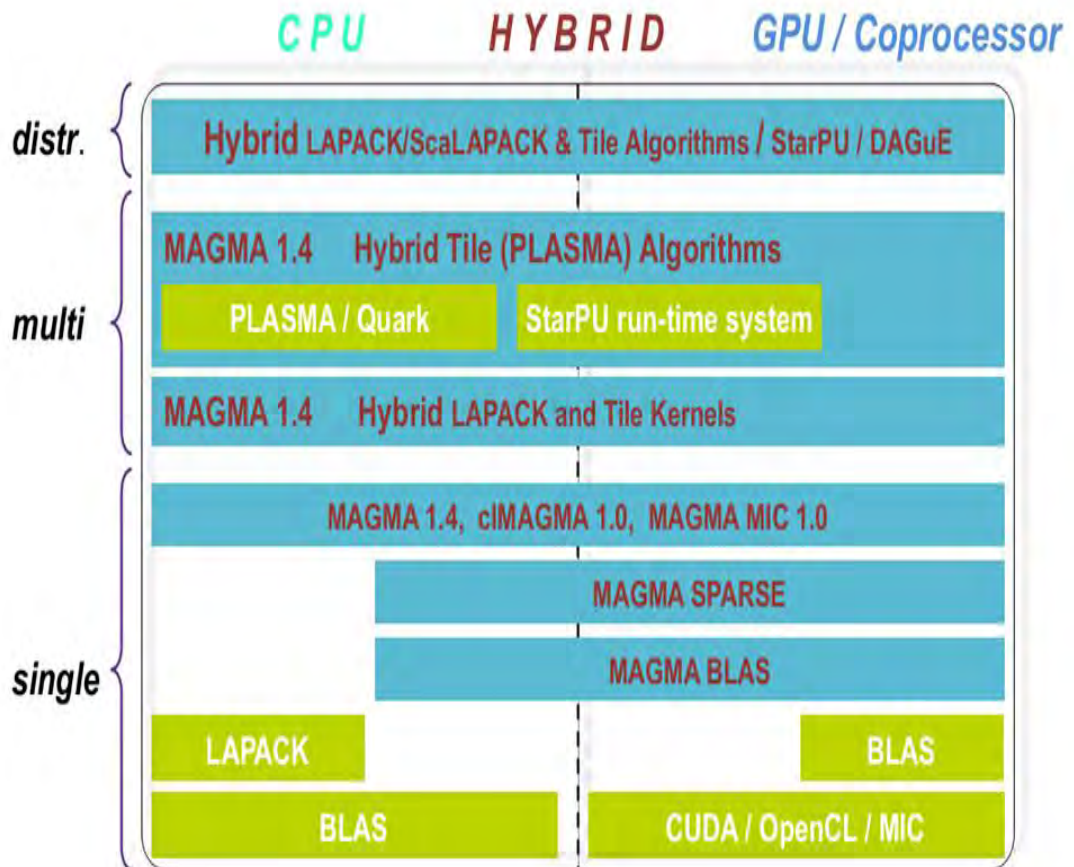 CPU HYBRID GPU / Coprocessor
distr.
Hybrid LAPACK/ScaLAPACK & Tile Algorithms / StarPU / DAGuE
multi
MAGMA 1.4 Hybrid Tile (PLASMA) Algorithms
PLASMA / Quark StarPU run-time system
MAGMA 1.4 Hybrid LAPACK and Tile Kernels
single
MAGMA 1.4, clMAGMA 1.0, MAGMA MIC 1.0
MAGMA SPARSE
MAGMA BLAS
LAPACK BLAS
BLAS CUDA / OpenCL / MIC